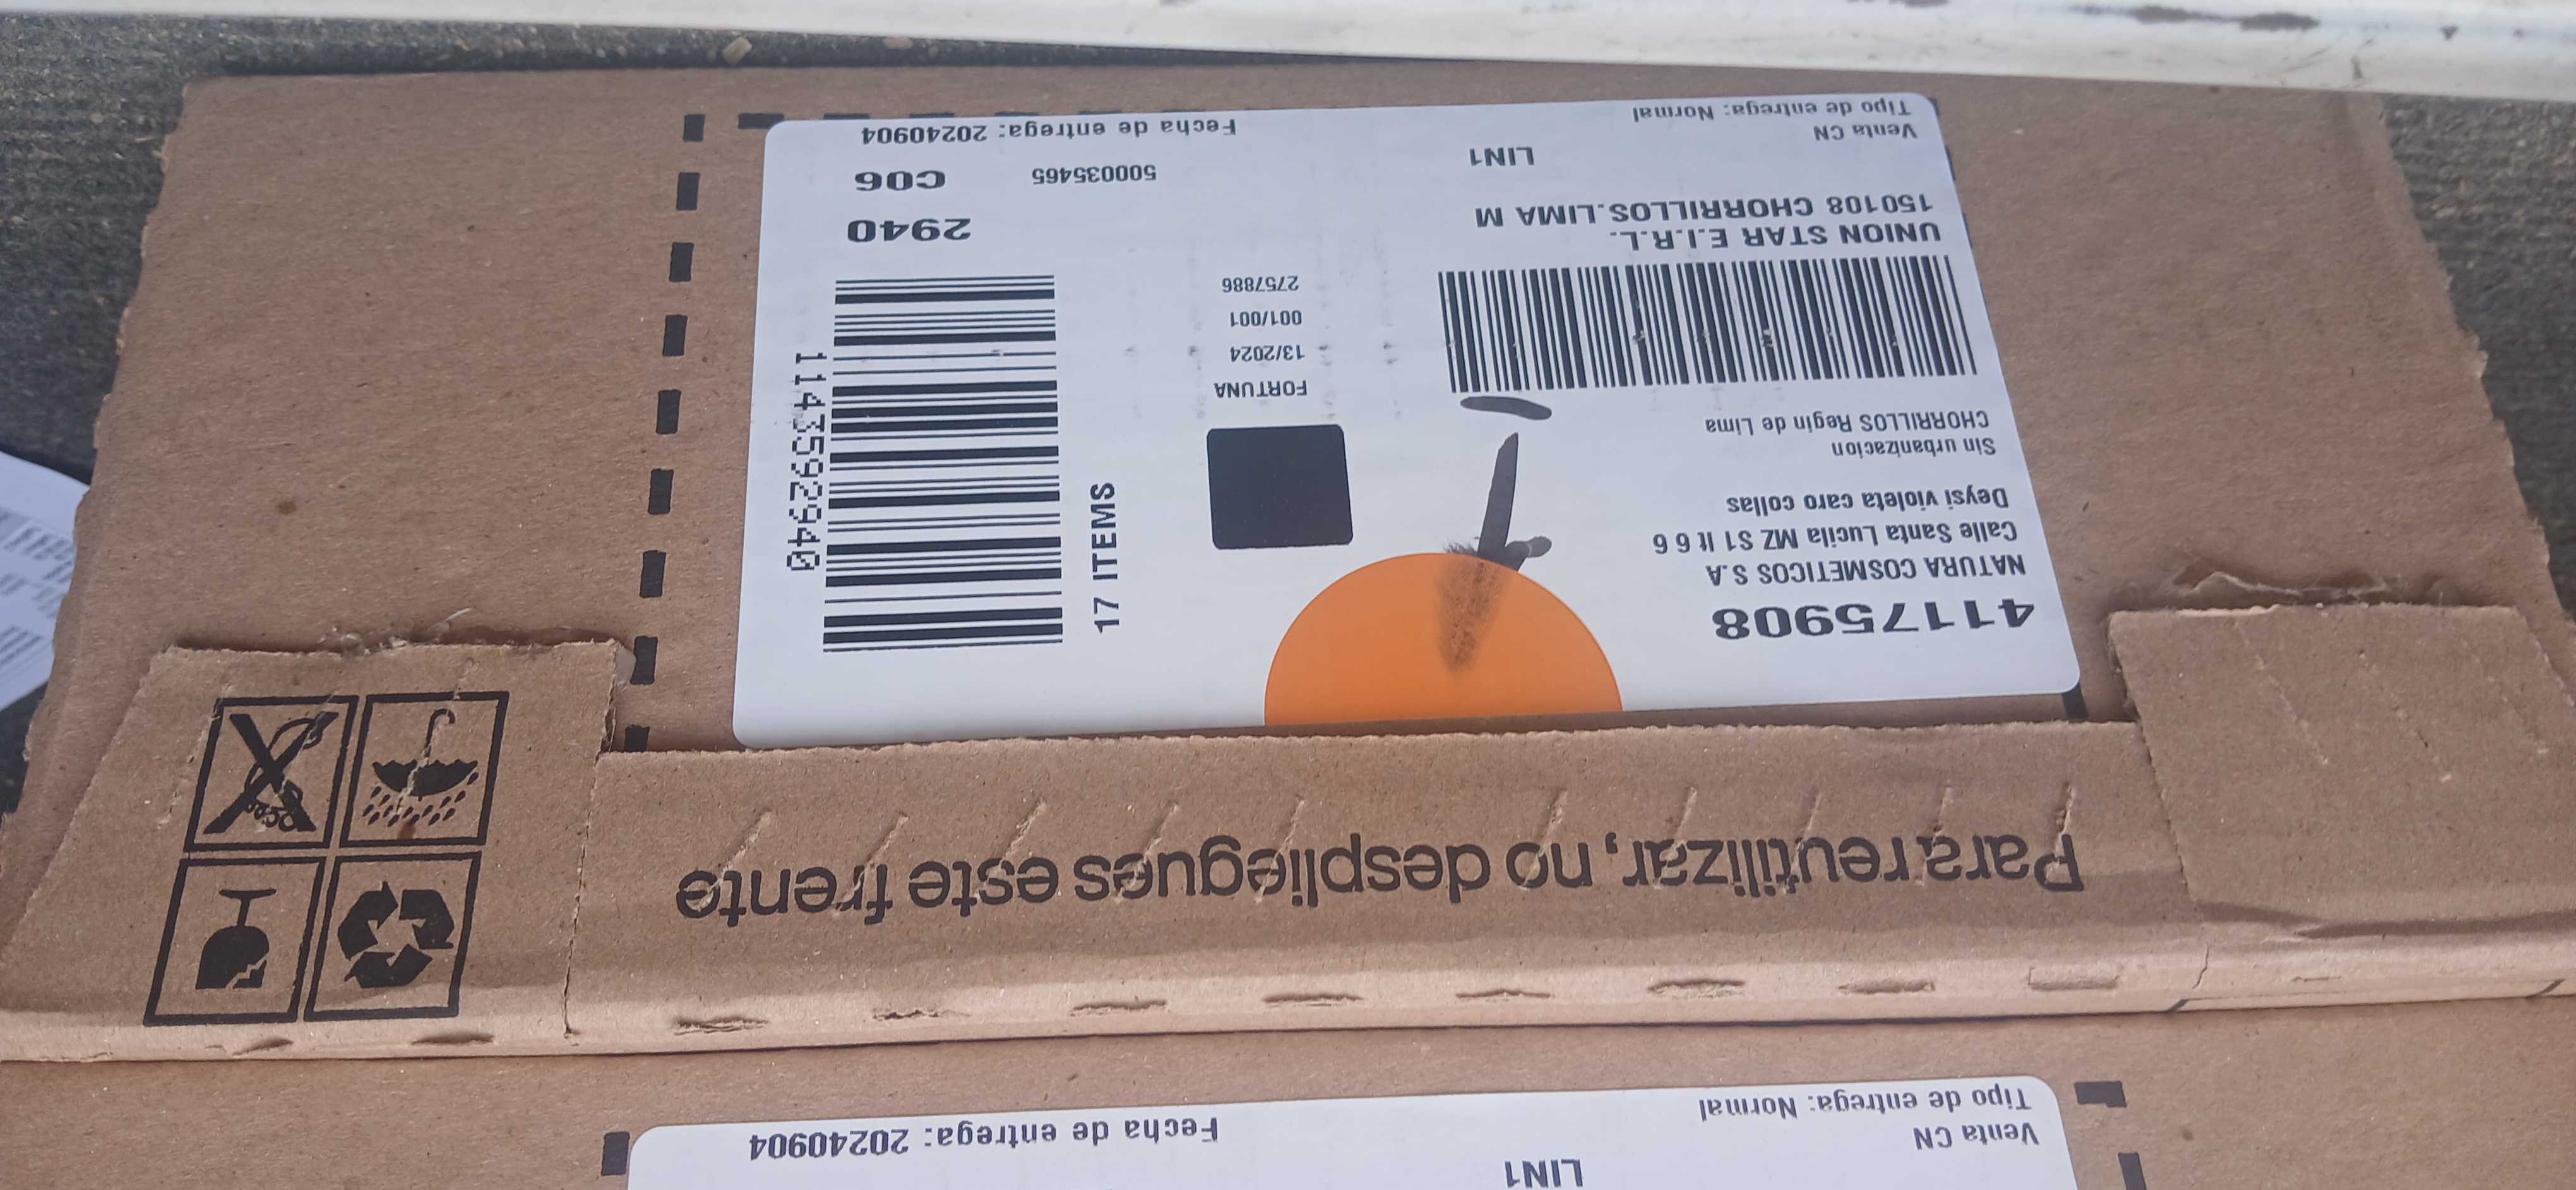 Para reutilizar, no despliegues este frente
41175908
NATURA COSMETICOS S.A
Calle Santa Lucila MZ S1 lt 6 6
Deysi violeta caro collas
Sin urbanizacion
CHORRILLOS Regin de Lima
UNION STAR E.I.R.L.
150108 CHORRILLOS.LIMA M
LIN1
Venta CN
Tipo de entrega: Normal
FORTUNA
13/2024
001/001
2757886
17 ITEMS
1143592940
2940
500035465
C06
Fecha de entrega: 20240904
LIN1
Venta CN
Tipo de entrega: Normal
Fecha de entrega: 20240904